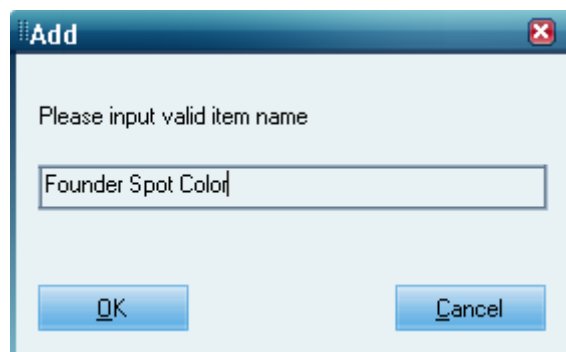 Add
Please input valid item name
Founder Spot Color
OK
Cancel